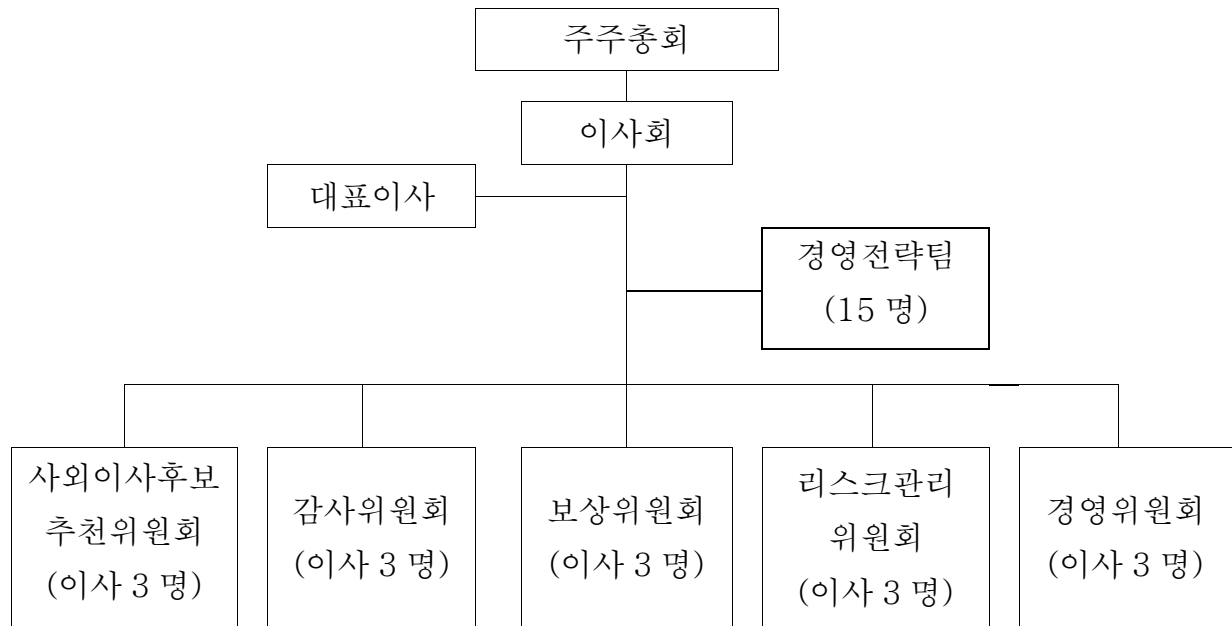 주주총회
이사회
대표이사
경영전략팀
(15 명)
사외이사후보
추천위원회
(이사 3 명)
감사위원회
(이사 3 명)
보상위원회
(이사 3 명)
리스크관리
위원회
(이사 3 명)
경영위원회
(이사 3 명)